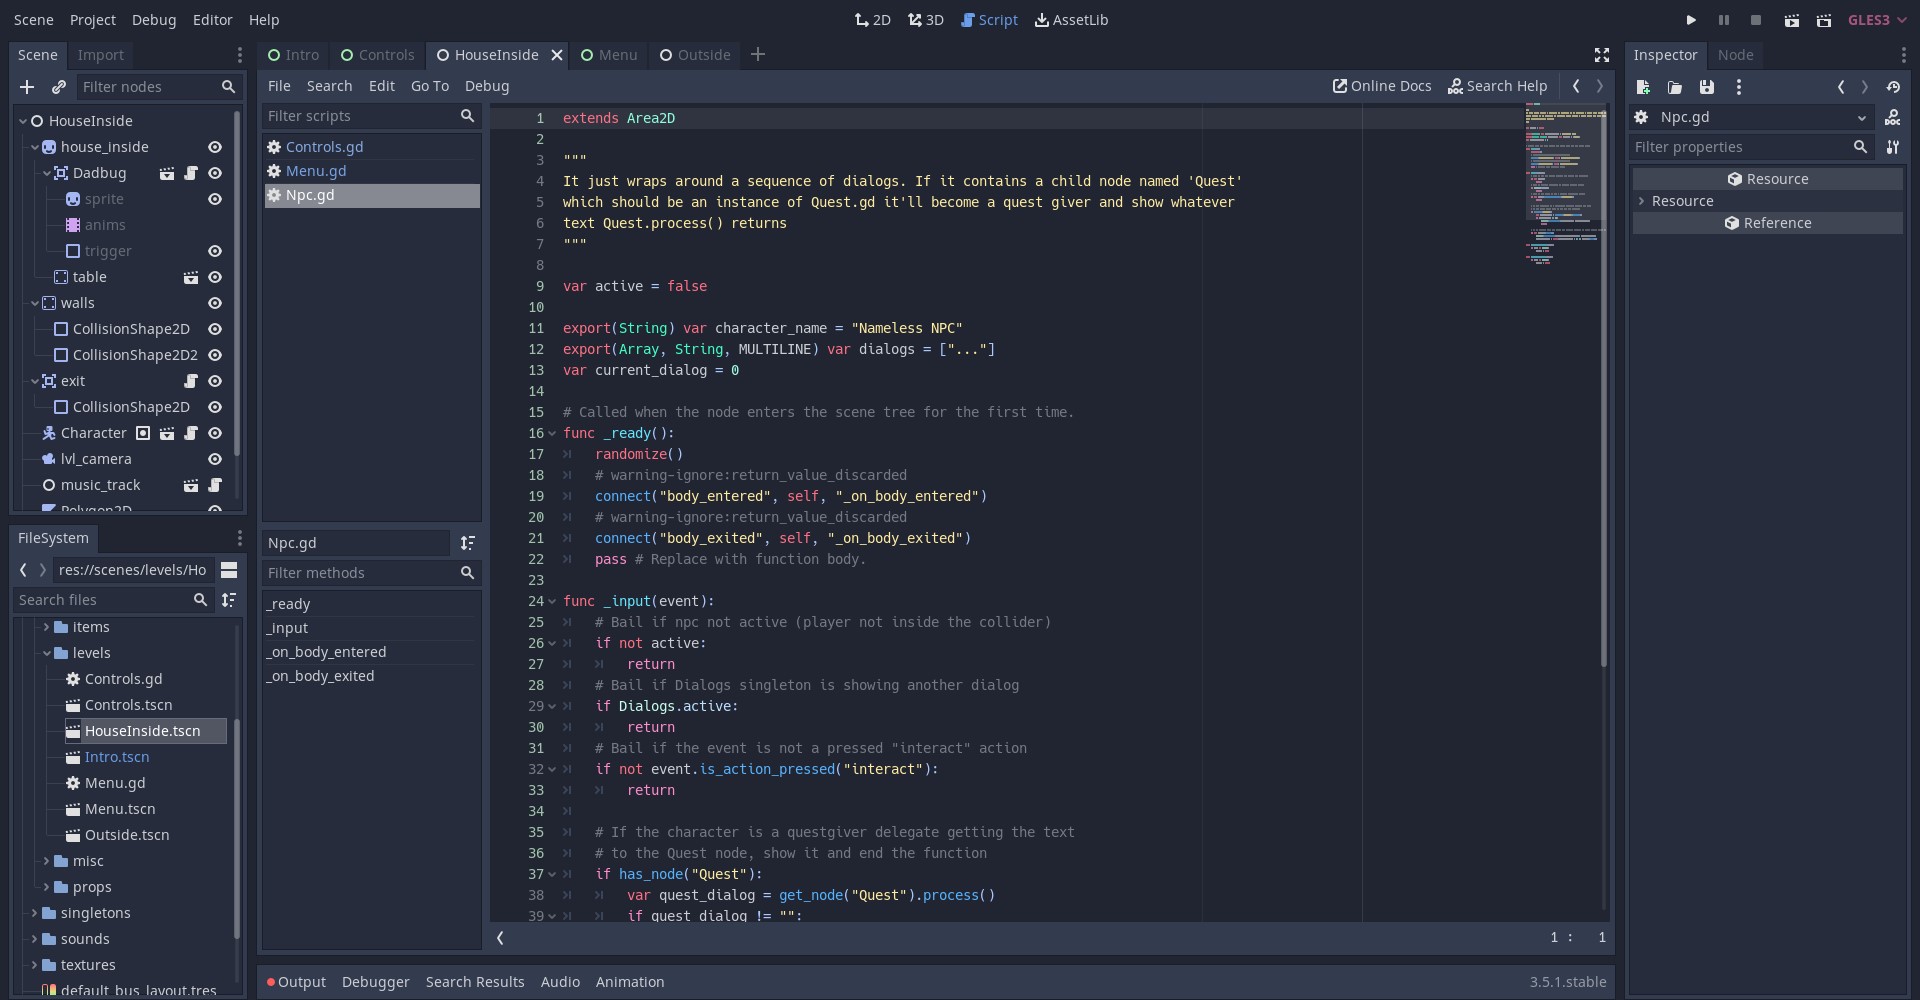 Scene Project Debug Editor Help
2D 3D Script AssetLib
GLES3
Scene Import
Filter nodes
HouseInside
house_inside
Dadbug
sprite
anims
trigger
table
walls
CollisionShape2D
CollisionShape2D2
exit
CollisionShape2D
Character
lvl_camera
music_track
Polygon2D
FileSystem
res://scenes/levels/Ho
Search files
items
levels
Controls.gd
Controls.tscn
HouseInside.tscn
Intro.tscn
Menu.gd
Menu.tscn
Outside.tscn
misc
props
singletons
sounds
textures
default_bus_layout.tres
Intro Controls HouseInside Menu Outside
File Search Edit Go To Debug
Online Docs Search Help
Filter scripts
Controls.gd
Menu.gd
Npc.gd
Npc.gd
Filter methods
_ready
_input
_on_body_entered
_on_body_exited
1 extends Area2D
2
3 """
4 It just wraps around a sequence of dialogs. If it contains a child node named 'Quest'
5 which should be an instance of Quest.gd it'll become a quest giver and show whatever
6 text Quest.process() returns
7 """
8
9 var active = false
10
11 export(String) var character_name = "Nameless NPC"
12 export(Array, String, MULTILINE) var dialogs = ["..."]
13 var current_dialog = 0
14
15 # Called when the node enters the scene tree for the first time.
16 func _ready():
17 randomize()
18 # warning-ignore:return_value_discarded
19 connect("body_entered", self, "_on_body_entered")
20 # warning-ignore:return_value_discarded
21 connect("body_exited", self, "_on_body_exited")
22 pass # Replace with function body.
23
24 func _input(event):
25 # Bail if npc not active (player not inside the collider)
26 if not active:
27 return
28 # Bail if Dialogs singleton is showing another dialog
29 if Dialogs.active:
30 return
31 # Bail if the event is not a pressed "interact" action
32 if not event.is_action_pressed("interact"):
33 return
34
35 # If the character is a questgiver delegate getting the text
36 # to the Quest node, show it and end the function
37 if has_node("Quest"):
38 var quest_dialog = get_node("Quest").process()
39 if quest_dialog != "":
1 : 1
Output Debugger Search Results Audio Animation
3.5.1.stable
Inspector Node
Npc.gd
Filter properties
Resource
Resource
Reference